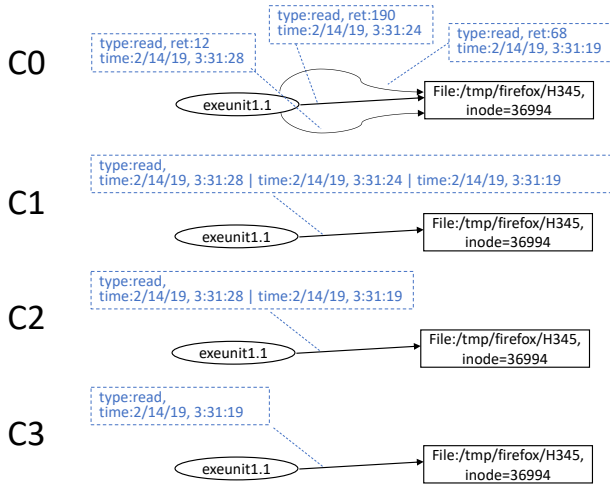 C0
type:read, ret:12
time:2/14/19, 3:31:28
type:read, ret:190
time:2/14/19, 3:31:24
type:read, ret:68
time:2/14/19, 3:31:19
exeunit1.1
File:/tmp/firefox/H345,
inode=36994
C1
type:read,
time:2/14/19, 3:31:28 | time:2/14/19, 3:31:24 | time:2/14/19, 3:31:19
exeunit1.1
File:/tmp/firefox/H345,
inode=36994
C2
type:read,
time:2/14/19, 3:31:28 | time:2/14/19, 3:31:19
exeunit1.1
File:/tmp/firefox/H345,
inode=36994
C3
type:read,
time:2/14/19, 3:31:19
exeunit1.1
File:/tmp/firefox/H345,
inode=36994